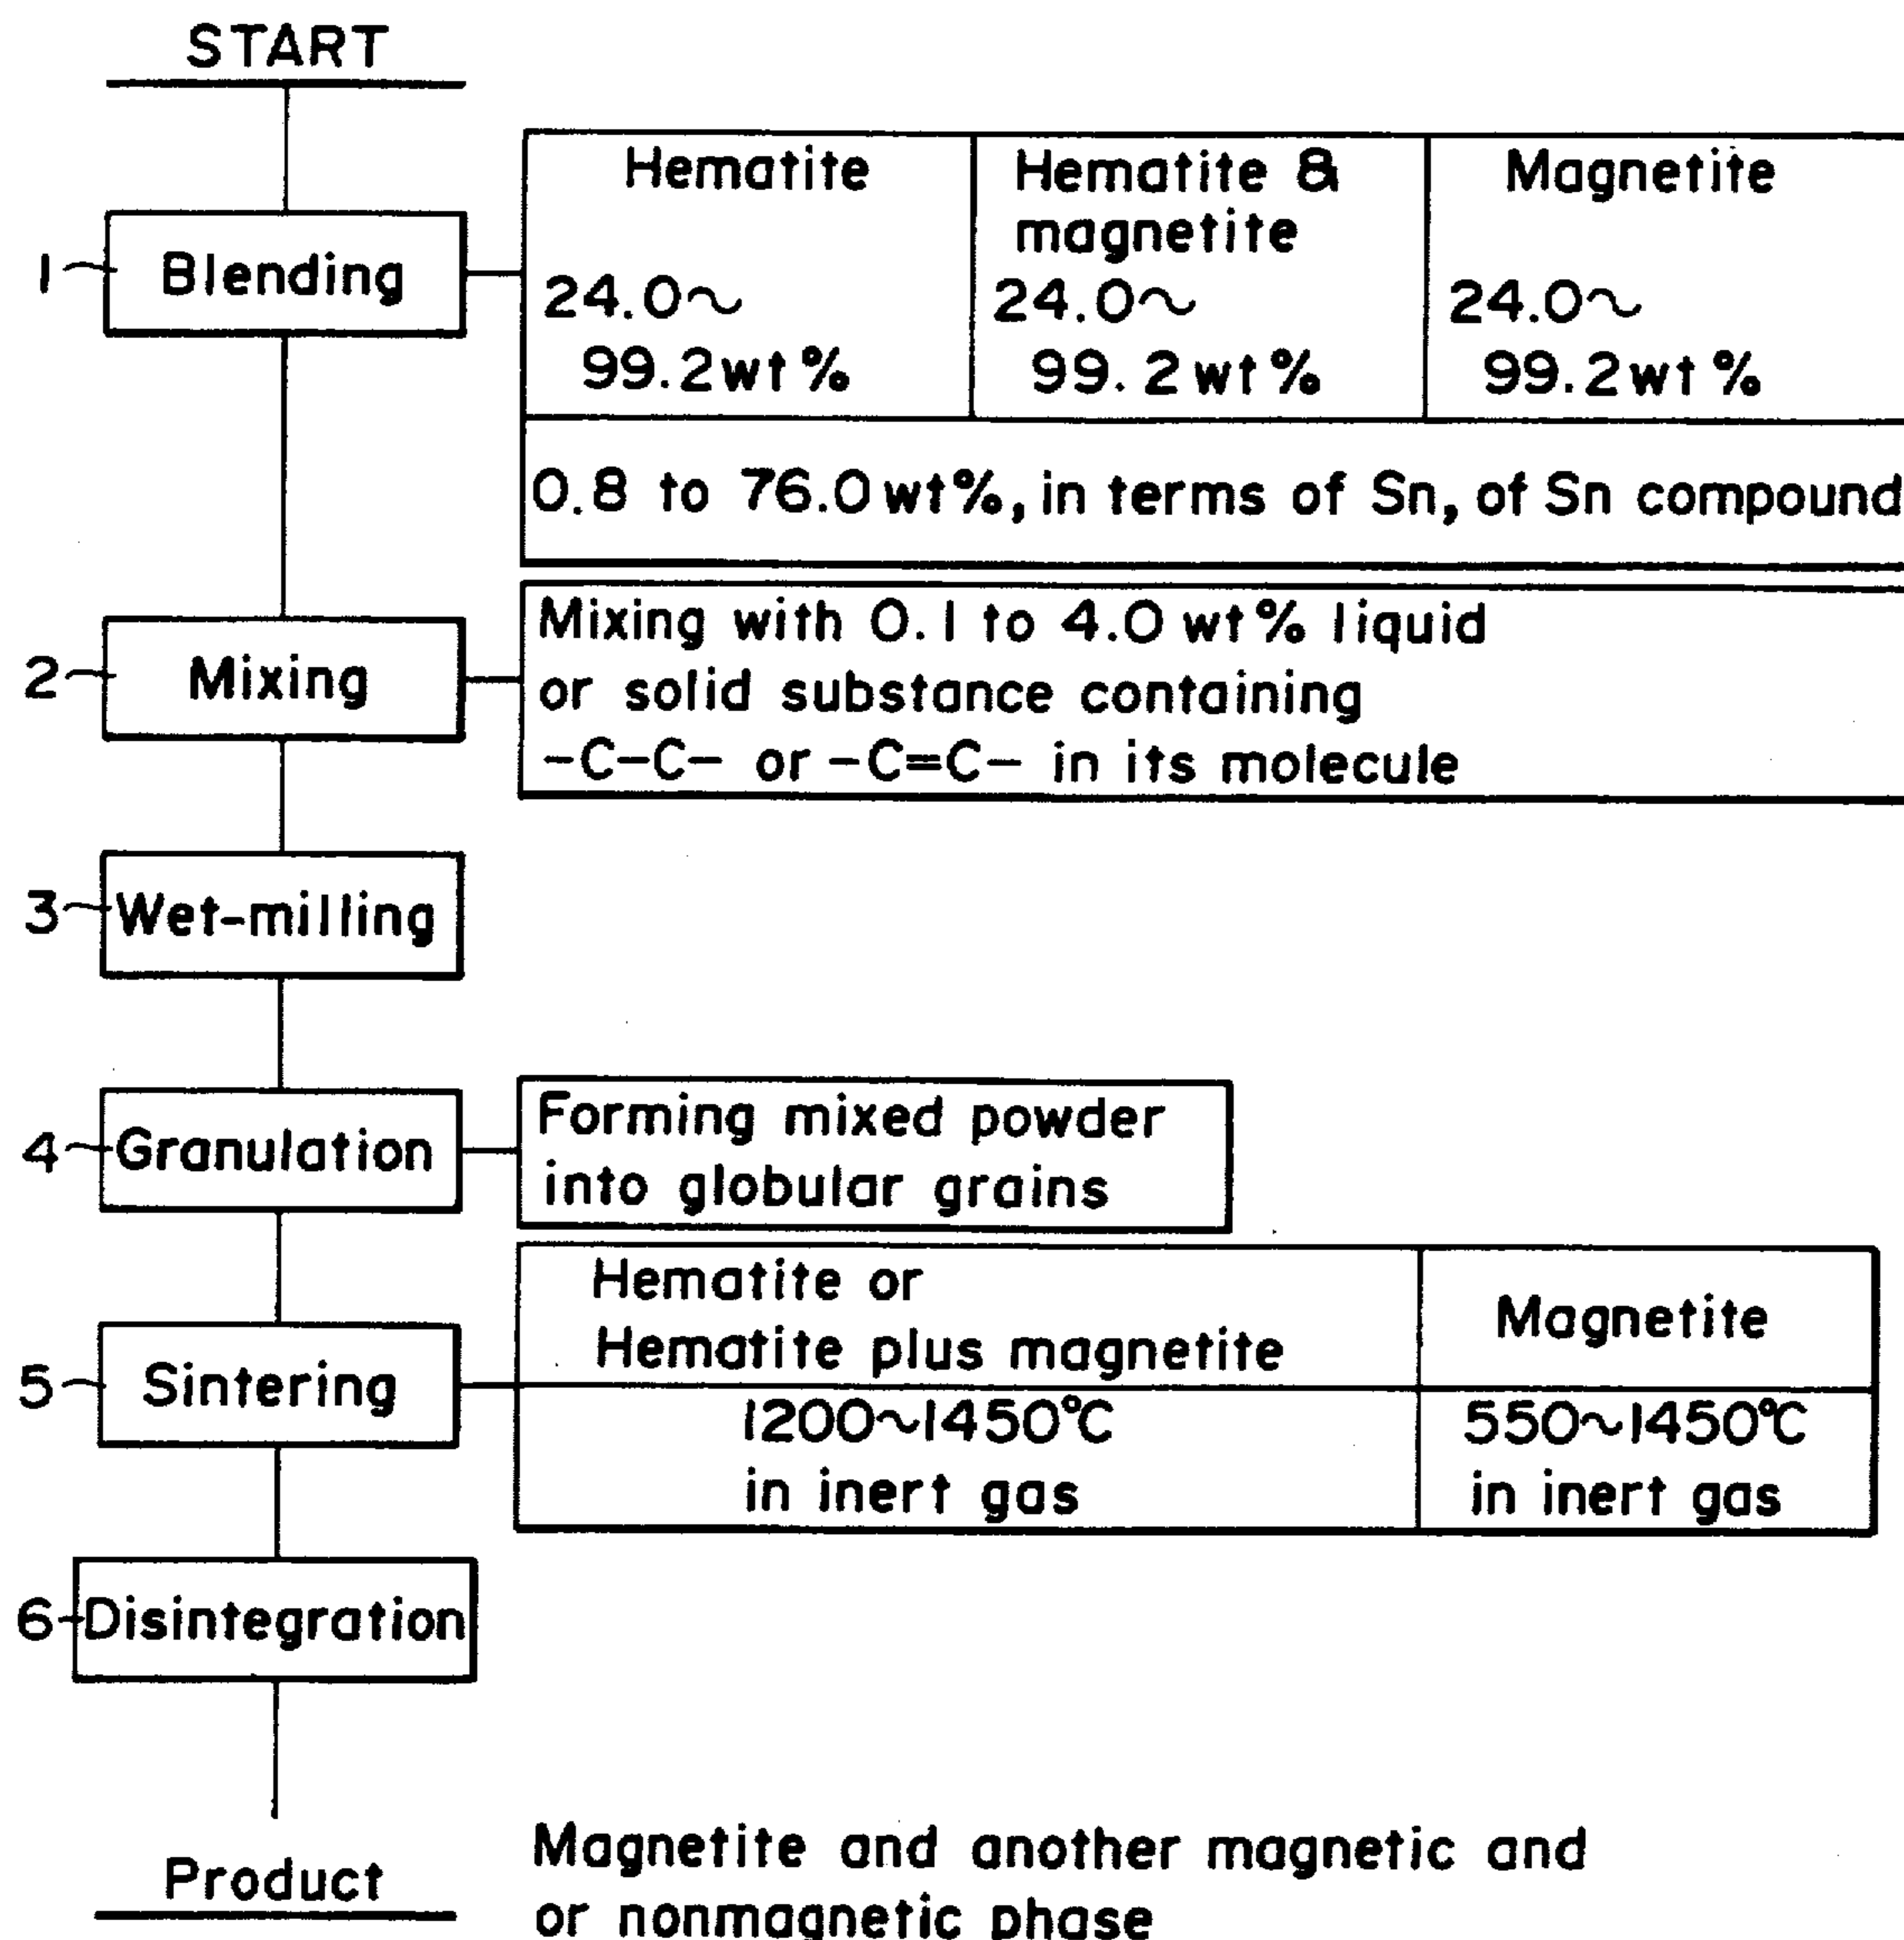 START
1
Blending
Hematite
24.0~
99.2wt%
Hematite &
magnetite
24.0~
99.2wt%
Magnetite
24.0~
99.2wt%
0.8 to 76.0wt%, in terms of Sn, of Sn compound
2
Mixing
Mixing with 0.1 to 4.0 wt% liquid
or solid substance containing
-C-C- or -C=C- in its molecule
3
Wet-milling
4
Granulation
Forming mixed powder
into globular grains
5
Sintering
Hematite or
Hematite plus magnetite
Magnetite
1200~1450°C
in inert gas
550~1450°C
in inert gas
6
Disintegration
Product
Magnetite and another magnetic and
or nonmagnetic phase